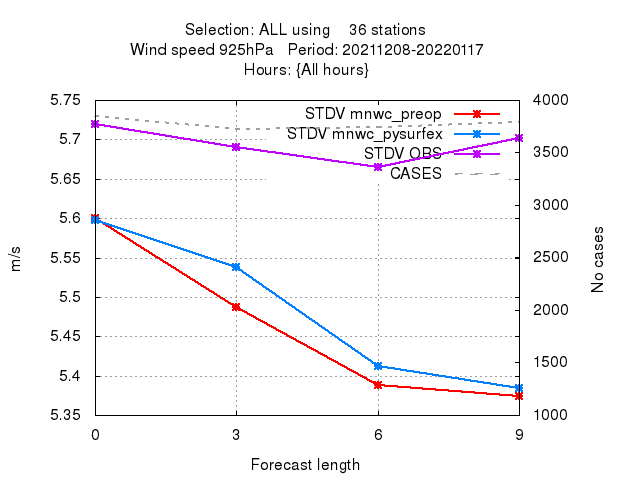 Selection: ALL using    36 stations
Wind speed 925hPa   Period: 20211208-20220117
Hours: {All hours}
5.75
5.7
5.65
5.6
5.55
5.5
5.45
5.4
5.35
m/s
STDV mnwc_preop
STDV mnwc_pysurfex
STDV OBS
CASES
4000
3500
3000
2500
2000
1500
1000
No cases
0 3 6 9
Forecast length